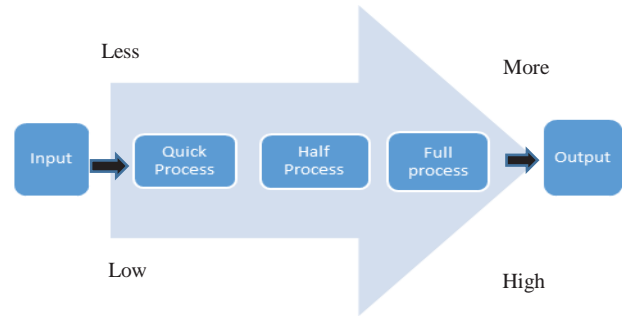 Less
More
Input
Quick
Process
Half
Process
Full
process
Output
Low
High